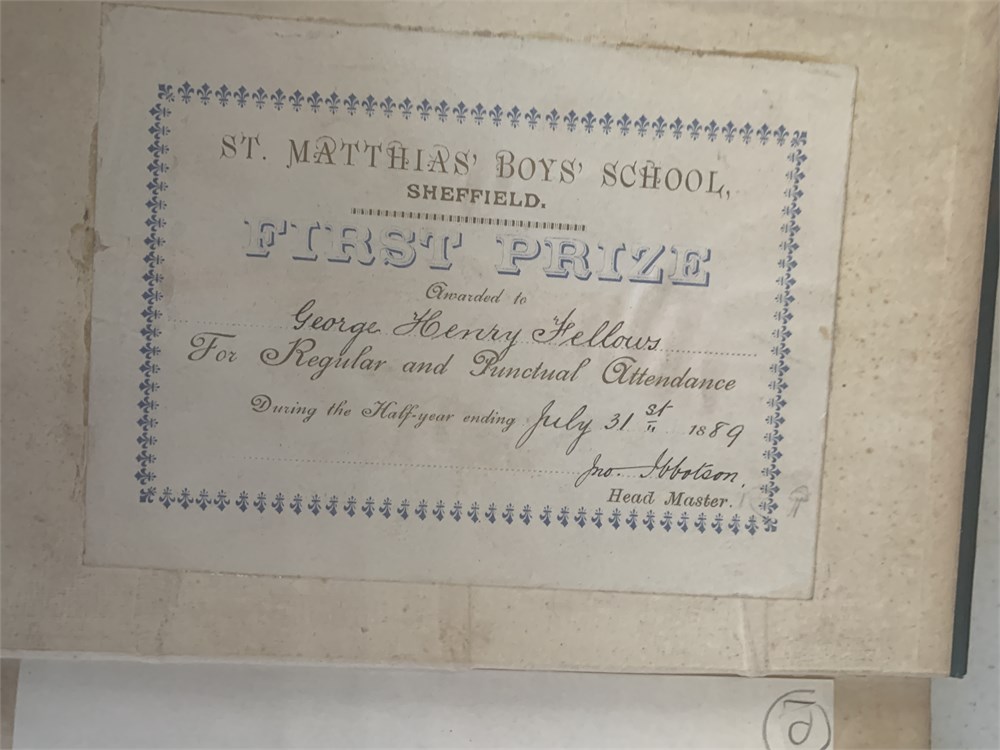 ST. MATTHIAS' BOYS' SCHOOL,
SHEFFIELD.
FIRST PRIZE
Awarded to
George Henry Fellows
For Regular and Punctual Attendance
During the Half-year ending July 31st 1889
Jno. Ibbotson.
Head Master.